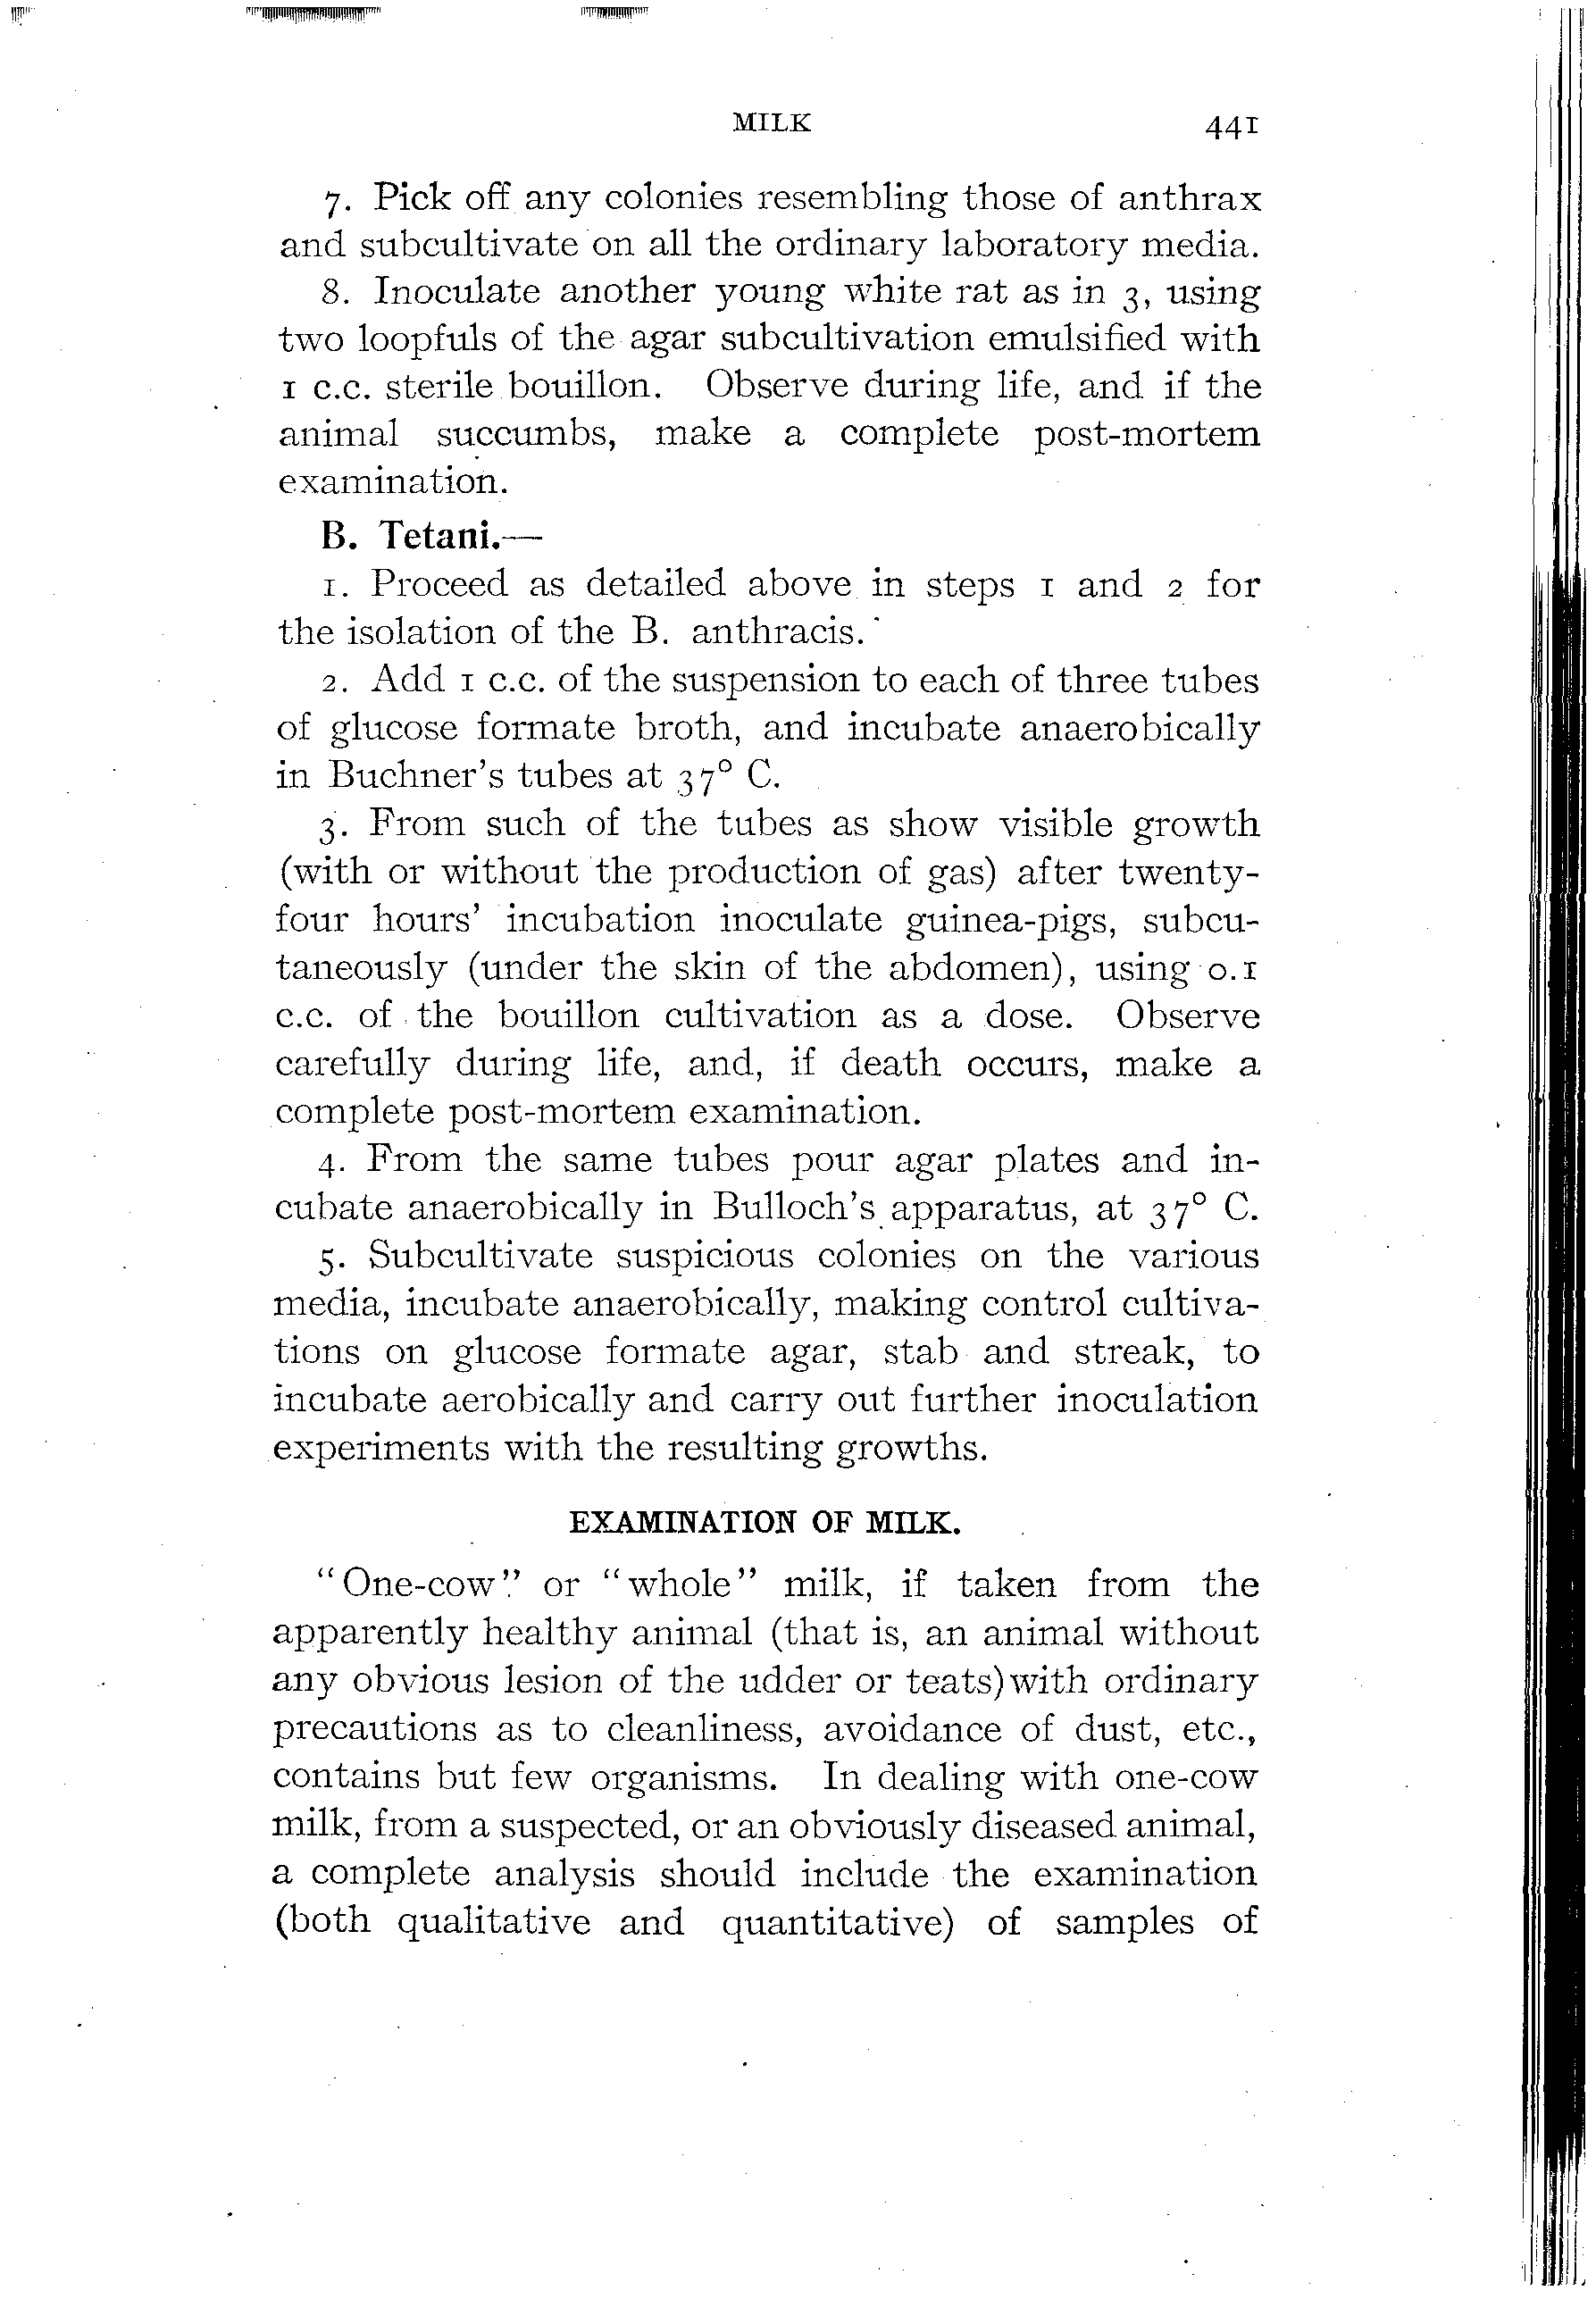 MILK 441
7. Pick off any colonies resembling those of anthrax
and subcultivate on all the ordinary laboratory media.
8. Inoculate another young white rat as in 3, using
two loopfuls of the agar subcultivation emulsified with
1 c.c. sterile bouillon. Observe during life, and if the
animal succumbs, make a complete post-mortem
examination.
B. Tetani.—
1. Proceed as detailed above in steps 1 and 2 for
the isolation of the B. anthracis.
2. Add 1 c.c. of the suspension to each of three tubes
of glucose formate broth, and incubate anaerobically
in Buchner's tubes at 37° C.
3. From such of the tubes as show visible growth
(with or without the production of gas) after twenty-
four hours' incubation inoculate guinea-pigs, subcu-
taneously (under the skin of the abdomen), using 0.1
c.c. of the bouillon cultivation as a dose. Observe
carefully during life, and, if death occurs, make a
complete post-mortem examination.
4. From the same tubes pour agar plates and in-
cubate anaerobically in Bulloch's apparatus, at 37° C.
5. Subcultivate suspicious colonies on the various
media, incubate anaerobically, making control cultiva-
tions on glucose formate agar, stab and streak, to
incubate aerobically and carry out further inoculation
experiments with the resulting growths.
EXAMINATION OF MILK.
"One-cow" or "whole" milk, if taken from the
apparently healthy animal (that is, an animal without
any obvious lesion of the udder or teats) with ordinary
precautions as to cleanliness, avoidance of dust, etc.,
contains but few organisms. In dealing with one-cow
milk, from a suspected, or an obviously diseased animal,
a complete analysis should include the examination
(both qualitative and quantitative) of samples of